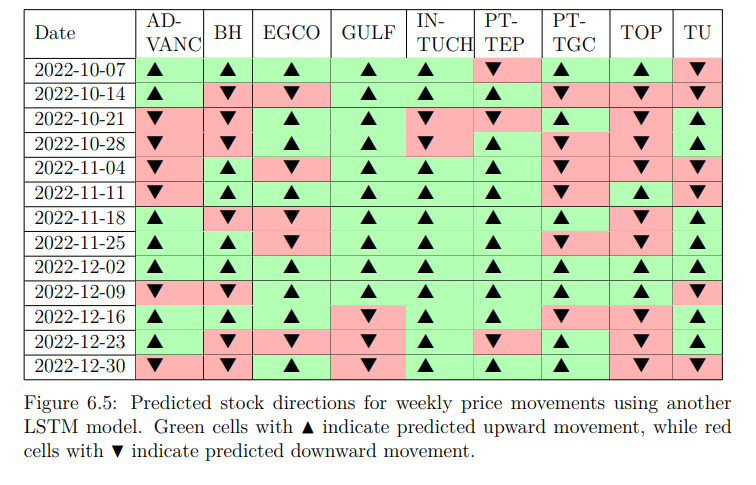 Date AD-VANC BH EGCO GULF IN-TUCH PT-TEP PT-TGC TOP TU
2022-10-07 ▲ ▲ ▲ ▲ ▲ ▼ ▲ ▲ ▼
2022-10-14 ▲ ▼ ▼ ▲ ▲ ▲ ▼ ▼ ▼
2022-10-21 ▼ ▼ ▲ ▲ ▼ ▼ ▲ ▼ ▲
2022-10-28 ▼ ▼ ▲ ▲ ▼ ▲ ▼ ▼ ▲
2022-11-04 ▼ ▲ ▼ ▲ ▲ ▲ ▼ ▼ ▼
2022-11-11 ▼ ▲ ▲ ▲ ▲ ▲ ▼ ▲ ▼
2022-11-18 ▲ ▼ ▼ ▲ ▲ ▲ ▲ ▼ ▲
2022-11-25 ▲ ▲ ▼ ▲ ▲ ▲ ▼ ▼ ▲
2022-12-02 ▲ ▲ ▲ ▲ ▲ ▲ ▲ ▲ ▲
2022-12-09 ▼ ▼ ▲ ▲ ▲ ▲ ▲ ▲ ▼
2022-12-16 ▲ ▲ ▲ ▼ ▲ ▲ ▼ ▼ ▲
2022-12-23 ▲ ▼ ▼ ▼ ▲ ▼ ▲ ▼ ▲
2022-12-30 ▼ ▼ ▲ ▼ ▲ ▲ ▲ ▼ ▼
Figure 6.5: Predicted stock directions for weekly price movements using another
LSTM model. Green cells with ▲ indicate predicted upward movement, while red
cells with ▼ indicate predicted downward movement.